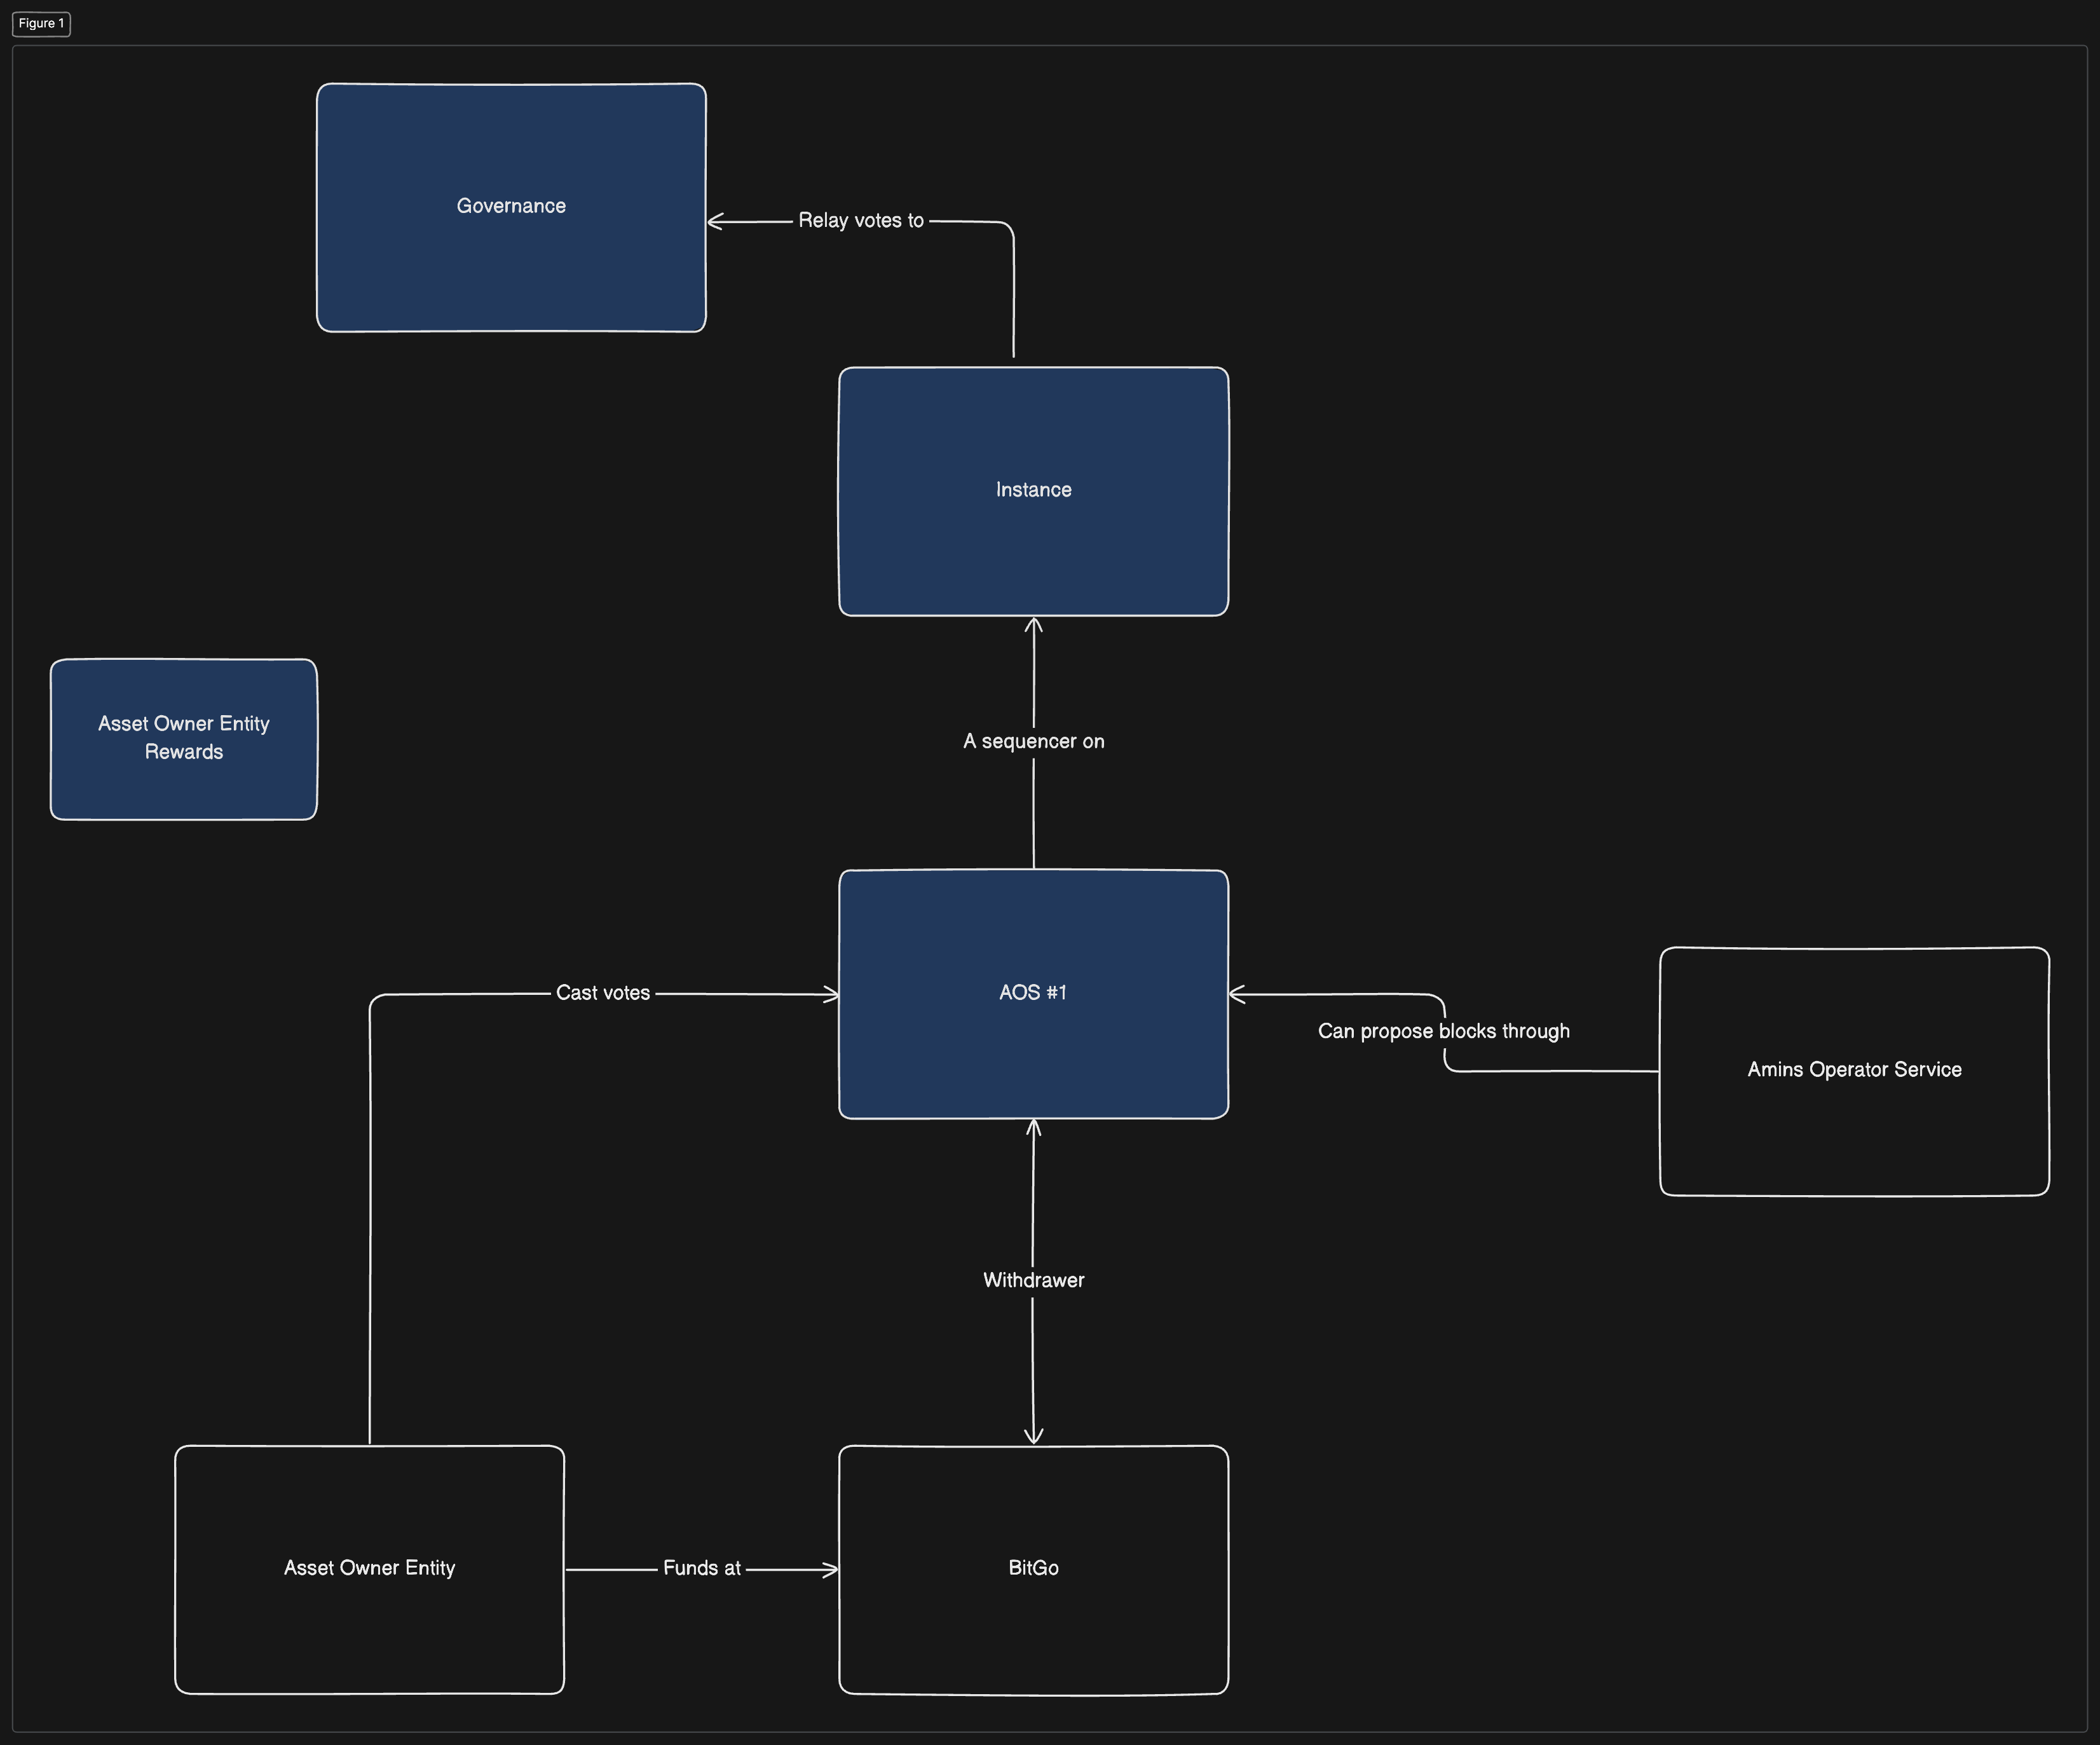 Figure 1
Governance
Relay votes to
Instance
Asset Owner Entity
Rewards
A sequencer on
Cast votes
AOS #1
Can propose blocks through
Amins Operator Service
Withdrawer
Asset Owner Entity
Funds at
BitGo